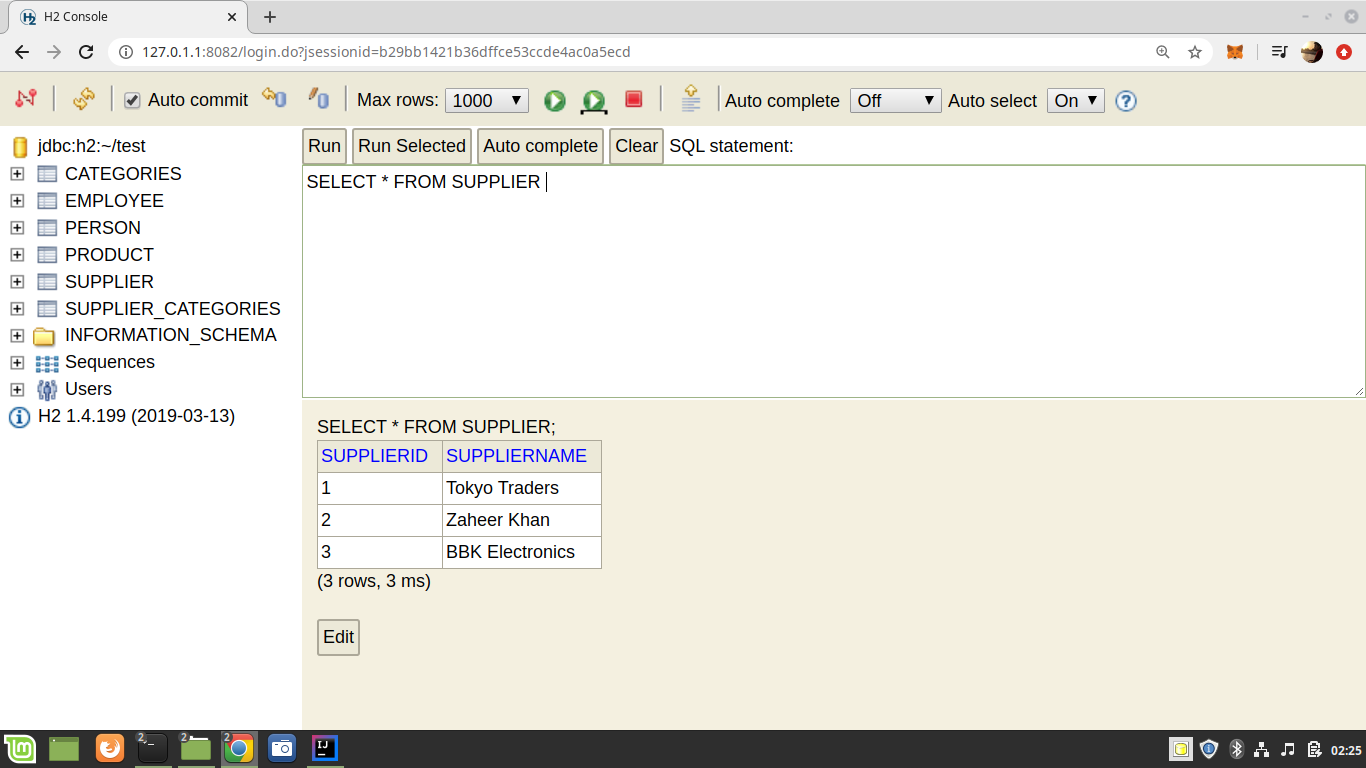 H2 Console
127.0.1.1:8082/login.do?jsessionid=b29bb1421b36dffce53ccde4ac0a5ecd
Auto commit Max rows: 1000 Auto complete Off Auto select On ?
jdbc:h2:~/test
CATEGORIES
EMPLOYEE
PERSON
PRODUCT
SUPPLIER
SUPPLIER_CATEGORIES
INFORMATION_SCHEMA
Sequences
Users
H2 1.4.199 (2019-03-13)
Run Run Selected Auto complete Clear SQL statement:
SELECT * FROM SUPPLIER
SELECT * FROM SUPPLIER;
SUPPLIERID SUPPLIERNAME
1 Tokyo Traders
2 Zaheer Khan
3 BBK Electronics
(3 rows, 3 ms)
Edit
2 2 2 IJ 02:25